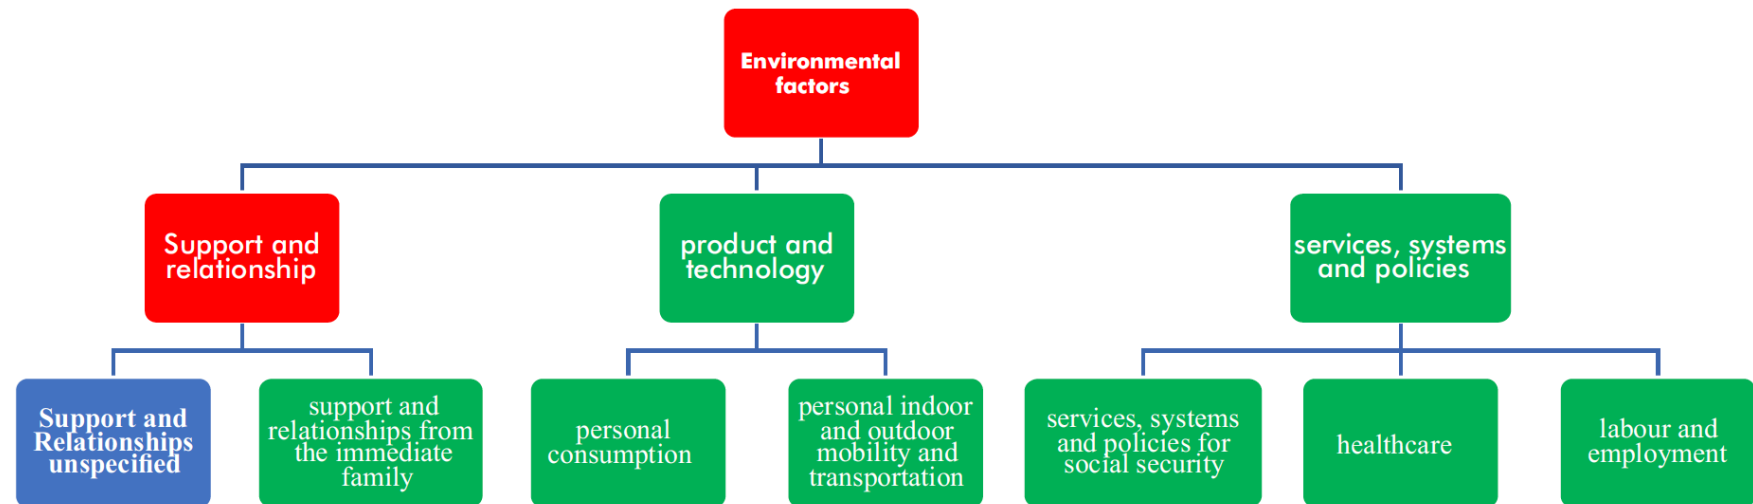 Environmental
factors
Support and
relationship
product and
technology
services, systems
and policies
Support and
Relationships
unspecified
support and
relationships from
the immediate
family
personal
consumption
personal indoor
and outdoor
mobility and
transportation
services, systems
and policies for
social security
healthcare
labour and
employment